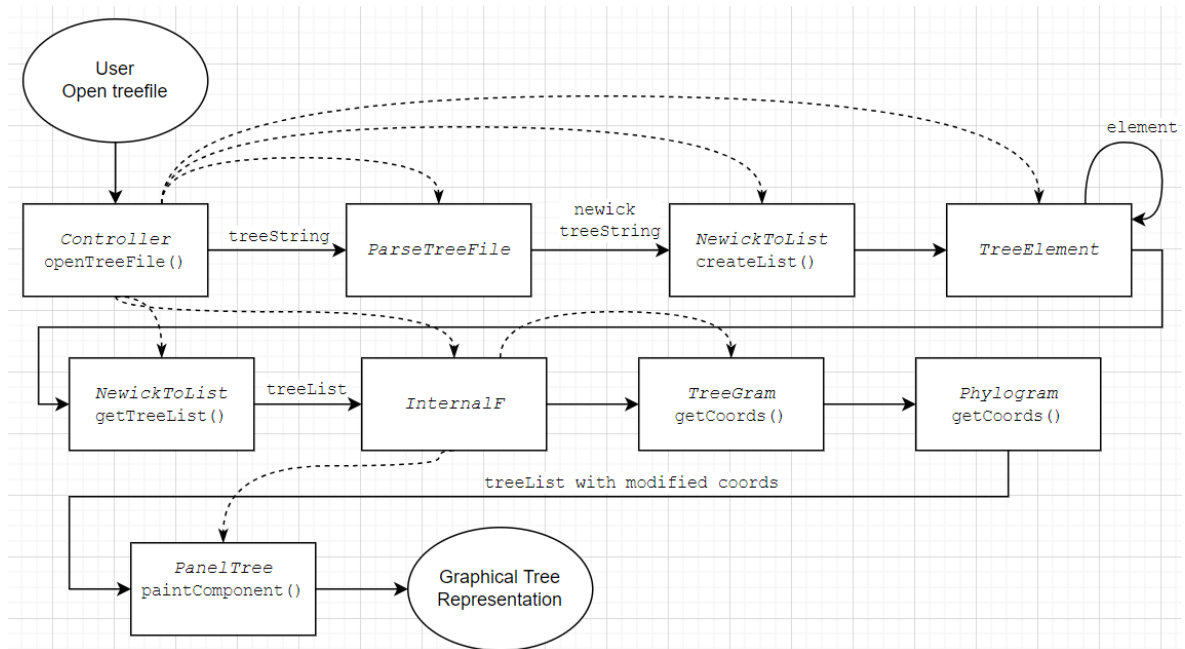 User
Open treefile
element
Controller
openTreeFile()
treeString
ParseTreeFile
newick
treeString
NewickToList
createList()
TreeElement
NewickToList
getTreeList()
treeList
InternalF
TreeGram
getCoords()
Phylogram
getCoords()
treeList with modified coords
PanelTree
paintComponent()
Graphical Tree
Representation